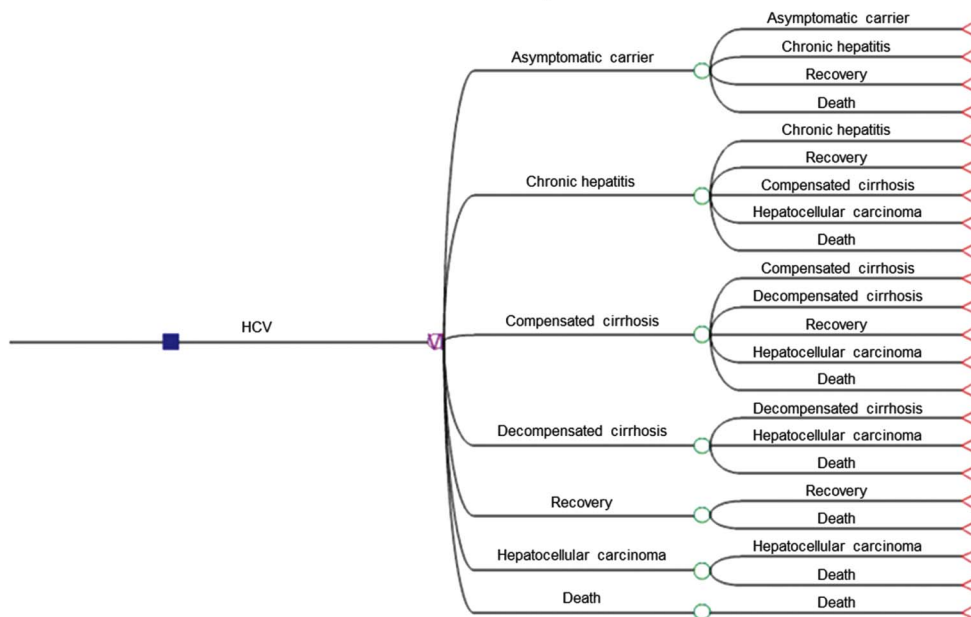 HCV
M
Asymptomatic carrier
Asymptomatic carrier
Chronic hepatitis
Recovery
Death
Chronic hepatitis
Chronic hepatitis
Recovery
Compensated cirrhosis
Hepatocellular carcinoma
Death
Compensated cirrhosis
Compensated cirrhosis
Decompensated cirrhosis
Recovery
Hepatocellular carcinoma
Death
Decompensated cirrhosis
Decompensated cirrhosis
Hepatocellular carcinoma
Death
Recovery
Recovery
Death
Hepatocellular carcinoma
Hepatocellular carcinoma
Death
Death
Death